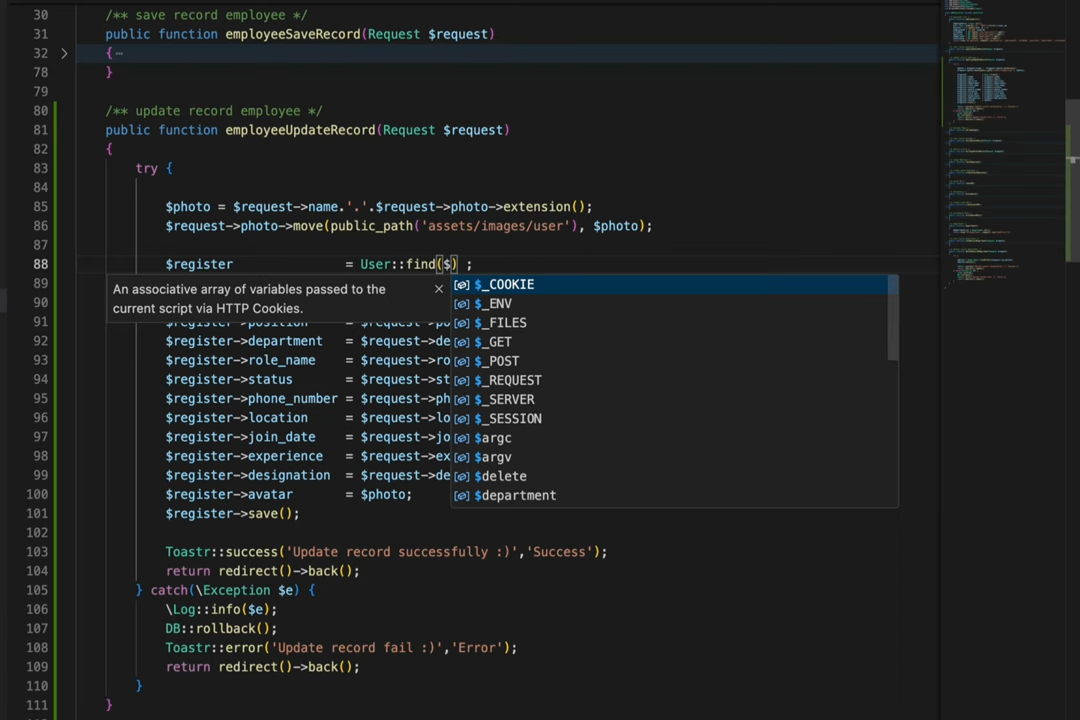 30 /** save record employee */
31 public function employeeSaveRecord(Request $request)
32 { ⋯
78 }
79
80 /** update record employee */
81 public function employeeUpdateRecord(Request $request)
82 {
83 try {
84
85 $photo = $request->name.'.'.$request->photo->extension();
86 $request->photo->move(public_path('assets/images/user'), $photo);
87
88 $register = User::find($) ;
89 An associative array of variables passed to the $_COOKIE
90 current script via HTTP Cookies. $_ENV
91 $register->position = $request->po $_FILES
92 $register->department = $request->de $_GET
93 $register->role_name = $request->ro $_POST
94 $register->status = $request->st $_REQUEST
95 $register->phone_number = $request->ph $_SERVER
96 $register->location = $request->lo $_SESSION
97 $register->join_date = $request->jo $argc
98 $register->experience = $request->ex $argv
99 $register->designation = $request->de $delete
100 $register->avatar = $photo; $department
101 $register->save();
102
103 Toastr::success('Update record successfully :)','Success');
104 return redirect()->back();
105 } catch(\Exception $e) {
106 \Log::info($e);
107 DB::rollback();
108 Toastr::error('Update record fail :)','Error');
109 return redirect()->back();
110 }
111 }